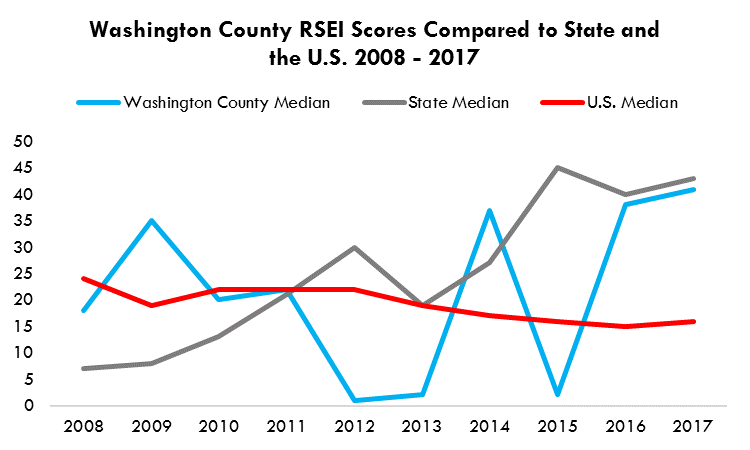 Washington County RSEI Scores Compared to State and
the U.S. 2008 - 2017
Washington County Median State Median U.S. Median
50
45
40
35
30
25
20
15
10
5
0
2008 2009 2010 2011 2012 2013 2014 2015 2016 2017